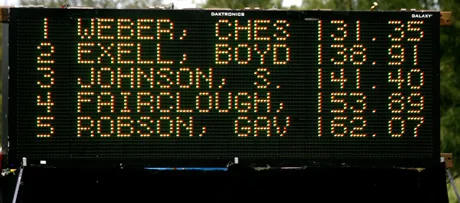 DAKTRONICS GALAXY
1 WEBER, CHES 131.35
2 EXELL, BOYD 138.91
3 JOHNSON, S. 141.40
4 FAIRCLOUGH, 153.69
5 ROBSON, GAV 162.07